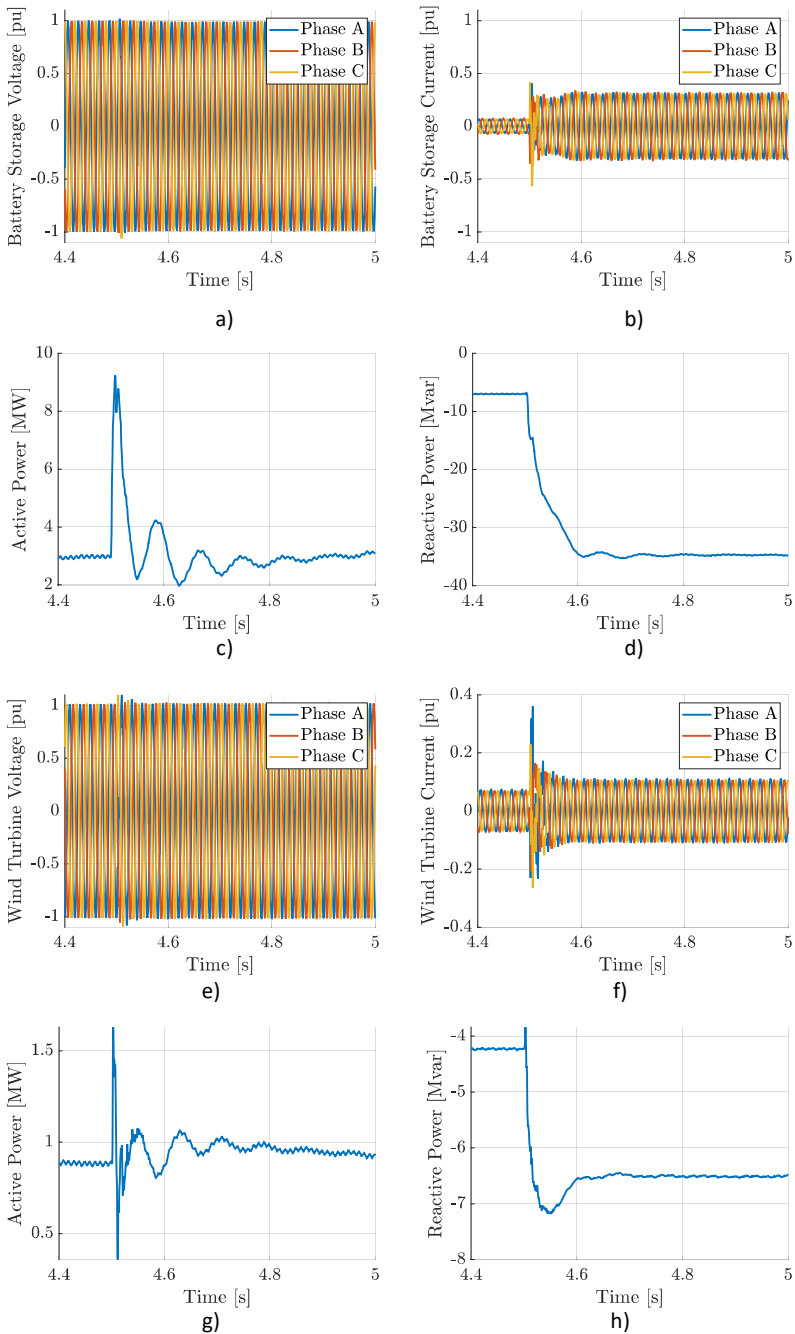 Battery Storage Voltage [pu]
1
0.5
0
-0.5
-1
Phase A
Phase B
Phase C
4.4
4.6
4.8
5
Time [s]
a)
Battery Storage Current [pu]
1
0.5
0
-0.5
-1
Phase A
Phase B
Phase C
4.4
4.6
4.8
5
Time [s]
b)
Active Power [MW]
10
8
6
4
2
4.4
4.6
4.8
5
Time [s]
c)
Reactive Power [Mvar]
0
-10
-20
-30
-40
4.4
4.6
4.8
5
Time [s]
d)
Wind Turbine Voltage [pu]
1
0.5
0
-0.5
-1
Phase A
Phase B
Phase C
4.4
4.6
4.8
5
Time [s]
e)
Wind Turbine Current [pu]
0.4
0.2
0
-0.2
-0.4
Phase A
Phase B
Phase C
4.4
4.6
4.8
5
Time [s]
f)
Active Power [MW]
1.5
1
0.5
4.4
4.6
4.8
5
Time [s]
g)
Reactive Power [Mvar]
-4
-5
-6
-7
-8
4.4
4.6
4.8
5
Time [s]
h)